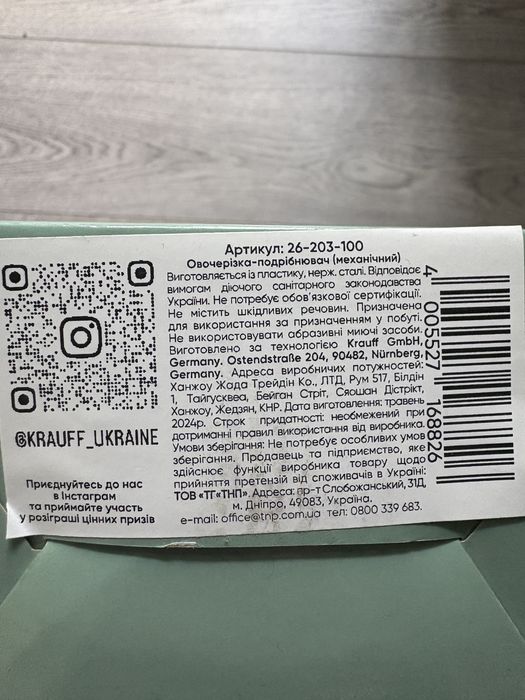 Артикул: 26-203-100
Овочерізка-подрібнювач (механічний)
Виготовляється із пластику, нерж. сталі. Відповідає
вимогам діючого санітарного законодавства
України. Не потребує обов'язкової сертифікації.
Не містить шкідливих речовин. Призначена
для використання за призначенням у побуті.
Не використовувати абразивні миючі засоби.
Виготовлено за технологією Krauff GmbH,
Germany. Ostendstraße 204, 90482, Nürnberg,
Germany. Адреса виробничих потужностей:
Ханжоу Жада Трейдін Ко., ЛТД, Рум 517, Білдін
1, Тайгусквеа, Бейган Стріт, Сяошан Дістрікт,
Ханжоу, Жедзян, КНР. Дата виготовлення: травень
2024р. Строк придатності: необмежений при
дотриманні правил використання від виробника.
Умови зберігання: Не потребує особливих умов
зберігання. Продавець та підприємство, яке
здійснює функції виробника товару щодо
прийняття претензій від споживачів в Україні:
ТОВ «ТГ«ТНП». Адреса: пр-т Слобожанський, 31Д,
м. Дніпро, 49083, Україна.
e-mail: office@tnp.com.ua тел: 0800 339 683.
@KRAUFF_UKRAINE
Приєднуйтесь до нас
в Інстаграм
та приймайте участь
у розіграші цінних призів
4 005527 168826